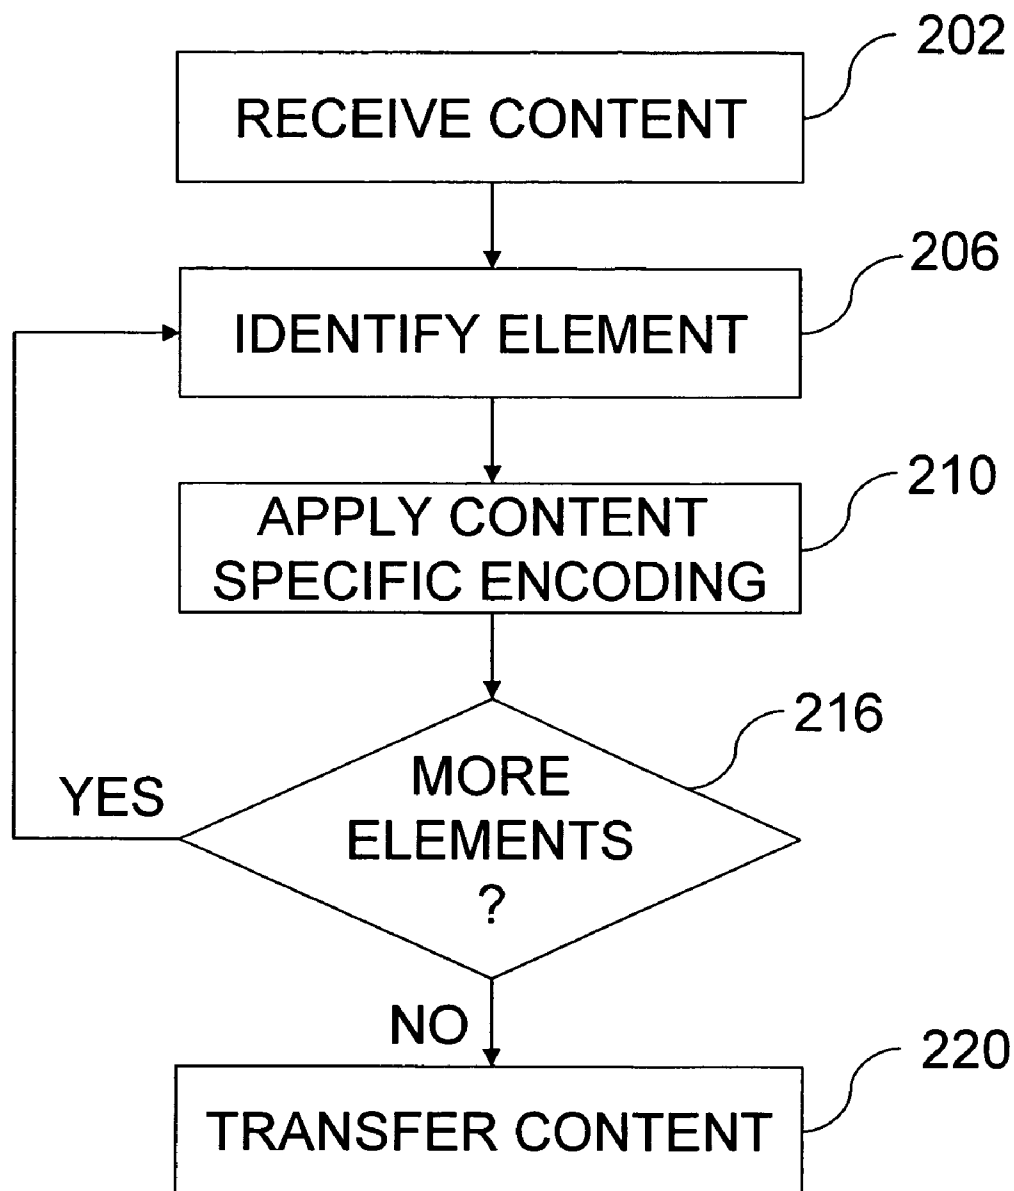 202
RECEIVE CONTENT
206
IDENTIFY ELEMENT
210
APPLY CONTENT
SPECIFIC ENCODING
216
MORE
ELEMENTS
?
YES
NO
220
TRANSFER CONTENT